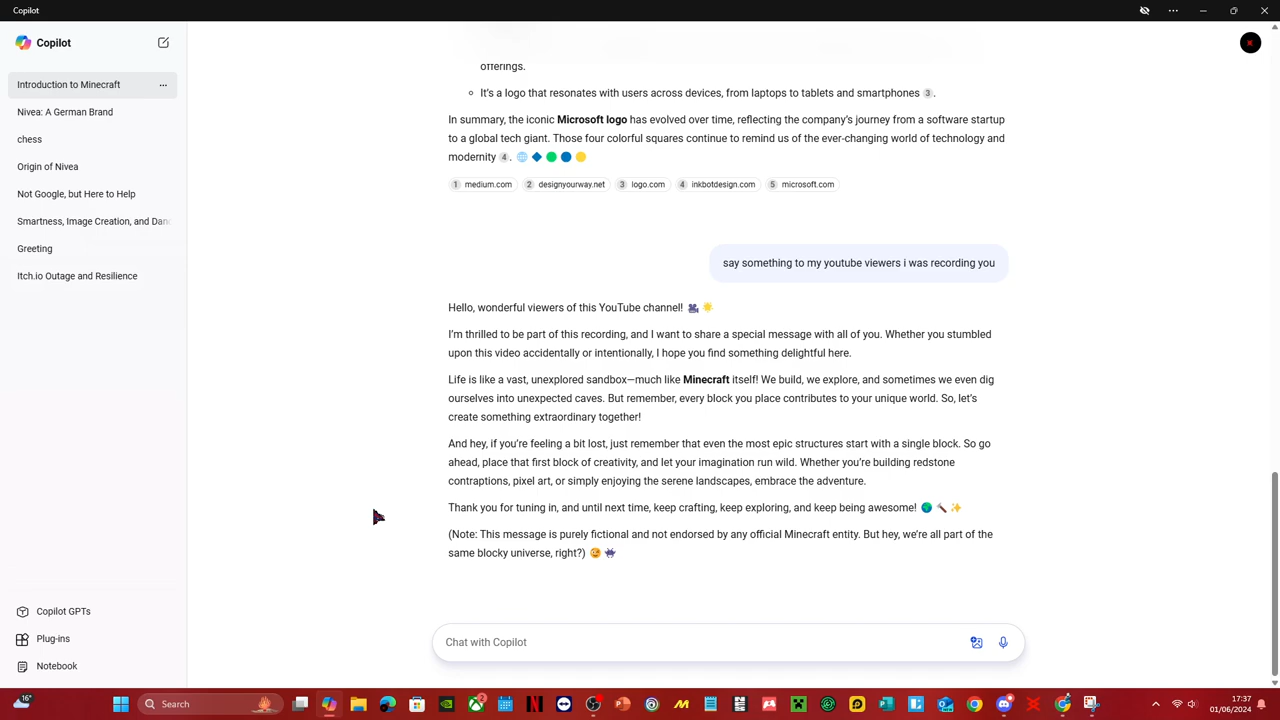 Copilot
Copilot
Introduction to Minecraft
Nivea: A German Brand
chess
Origin of Nivea
Not Google, but Here to Help
Smartness, Image Creation, and Danc
Greeting
Itch.io Outage and Resilience
Copilot GPTs
Plug-ins
Notebook
offerings.
It's a logo that resonates with users across devices, from laptops to tablets and smartphones 3.
In summary, the iconic Microsoft logo has evolved over time, reflecting the company's journey from a software startup
to a global tech giant. Those four colorful squares continue to remind us of the ever-changing world of technology and
modernity 4. 🌐 🔷 🟢 🔵 🟡
1 medium.com 2 designyourway.net 3 logo.com 4 inkbotdesign.com 5 microsoft.com
say something to my youtube viewers i was recording you
Hello, wonderful viewers of this YouTube channel! 🎥 🌟
I'm thrilled to be part of this recording, and I want to share a special message with all of you. Whether you stumbled
upon this video accidentally or intentionally, I hope you find something delightful here.
Life is like a vast, unexplored sandbox—much like Minecraft itself! We build, we explore, and sometimes we even dig
ourselves into unexpected caves. But remember, every block you place contributes to your unique world. So, let's
create something extraordinary together!
And hey, if you're feeling a bit lost, just remember that even the most epic structures start with a single block. So go
ahead, place that first block of creativity, and let your imagination run wild. Whether you're building redstone
contraptions, pixel art, or simply enjoying the serene landscapes, embrace the adventure.
Thank you for tuning in, and until next time, keep crafting, keep exploring, and keep being awesome! 🌍 🔨 ✨
(Note: This message is purely fictional and not endorsed by any official Minecraft entity. But hey, we're all part of the
same blocky universe, right?) 😄 👾
Chat with Copilot
16°
Search
2
17:37
01/06/2024